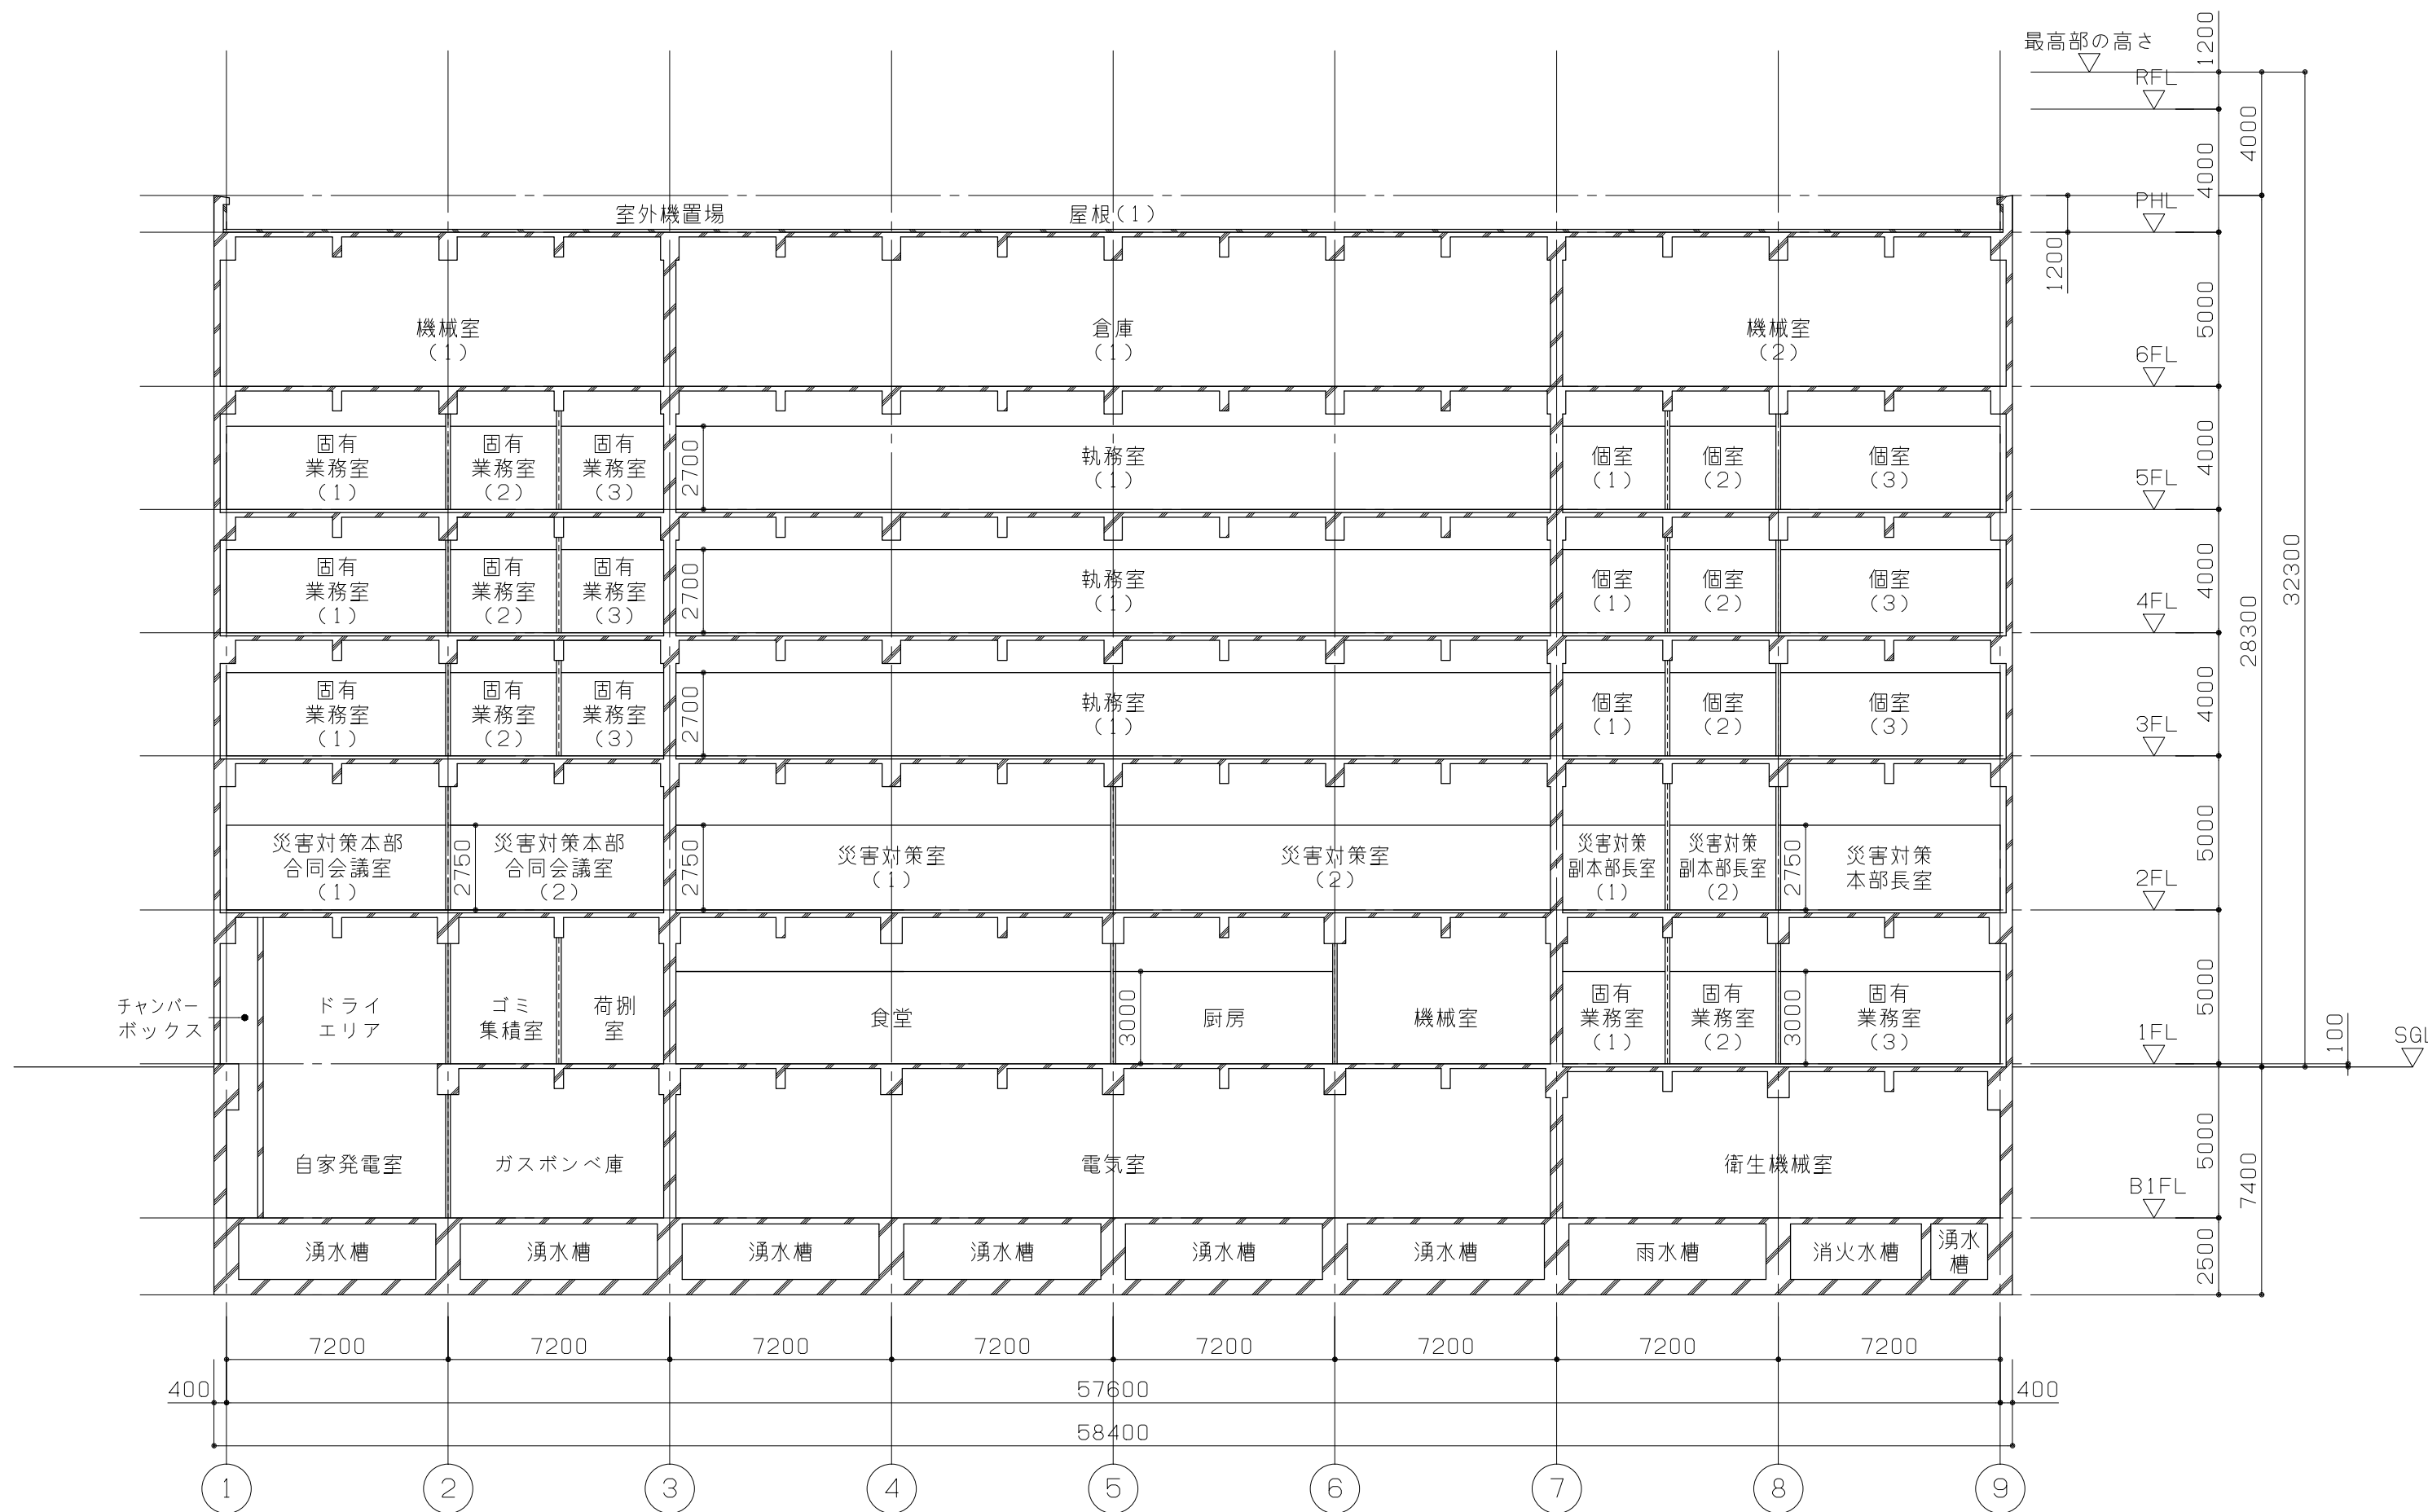 最高部の高さ
1200
RFL
4000
4000
PHL
室外機置場
屋根(1)
1200
5000
機械室
(1)
倉庫
(1)
機械室
(2)
6FL
4000
固有
業務室
(1)
固有
業務室
(2)
固有
業務室
(3)
2700
執務室
(1)
個室
(1)
個室
(2)
個室
(3)
5FL
4000
32300
固有
業務室
(1)
固有
業務室
(2)
固有
業務室
(3)
2700
執務室
(1)
個室
(1)
個室
(2)
個室
(3)
4FL
28300
4000
固有
業務室
(1)
固有
業務室
(2)
固有
業務室
(3)
2700
執務室
(1)
個室
(1)
個室
(2)
個室
(3)
3FL
5000
災害対策本部
合同会議室
(1)
2750
災害対策本部
合同会議室
(2)
2750
災害対策室
(1)
災害対策室
(2)
災害対策
副本部長室
(1)
災害対策
副本部長室
(2)
2750
災害対策
本部長室
2FL
5000
チャンバー
ボックス
ドライ
エリア
ゴミ
集積室
荷捌
室
食堂
3000
厨房
機械室
固有
業務室
(1)
固有
業務室
(2)
3000
固有
業務室
(3)
1FL
100
SGL
自家発電室
ガスボンベ庫
電気室
衛生機械室
5000
7400
B1FL
湧水槽
湧水槽
湧水槽
湧水槽
湧水槽
湧水槽
雨水槽
消火水槽
湧水
槽
2500
7200
7200
7200
7200
7200
7200
7200
7200
400
57600
400
58400
1
2
3
4
5
6
7
8
9